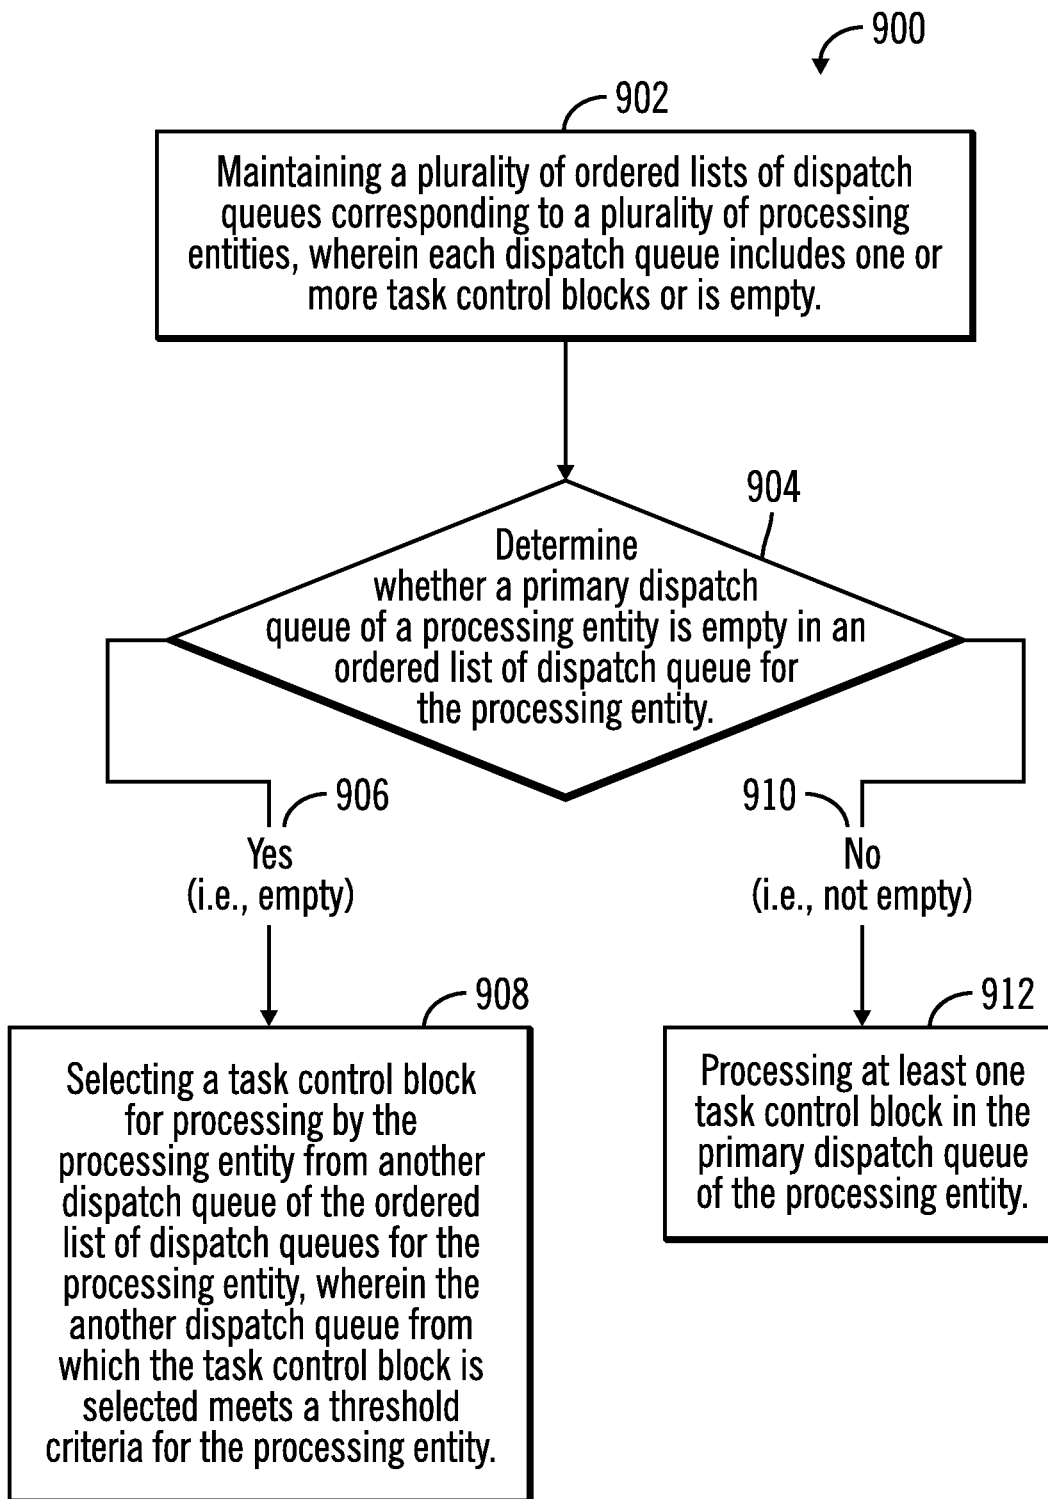 900
902
Maintaining a plurality of ordered lists of dispatch
queues corresponding to a plurality of processing
entities, wherein each dispatch queue includes one or
more task control blocks or is empty.
904
Determine
whether a primary dispatch
queue of a processing entity is empty in an
ordered list of dispatch queue for
the processing entity.
906
910
Yes
(i.e., empty)
No
(i.e., not empty)
908
912
Selecting a task control block
for processing by the
processing entity from another
dispatch queue of the ordered
list of dispatch queues for the
processing entity, wherein the
another dispatch queue from
which the task control block is
selected meets a threshold
criteria for the processing entity.
Processing at least one
task control block in the
primary dispatch queue
of the processing entity.